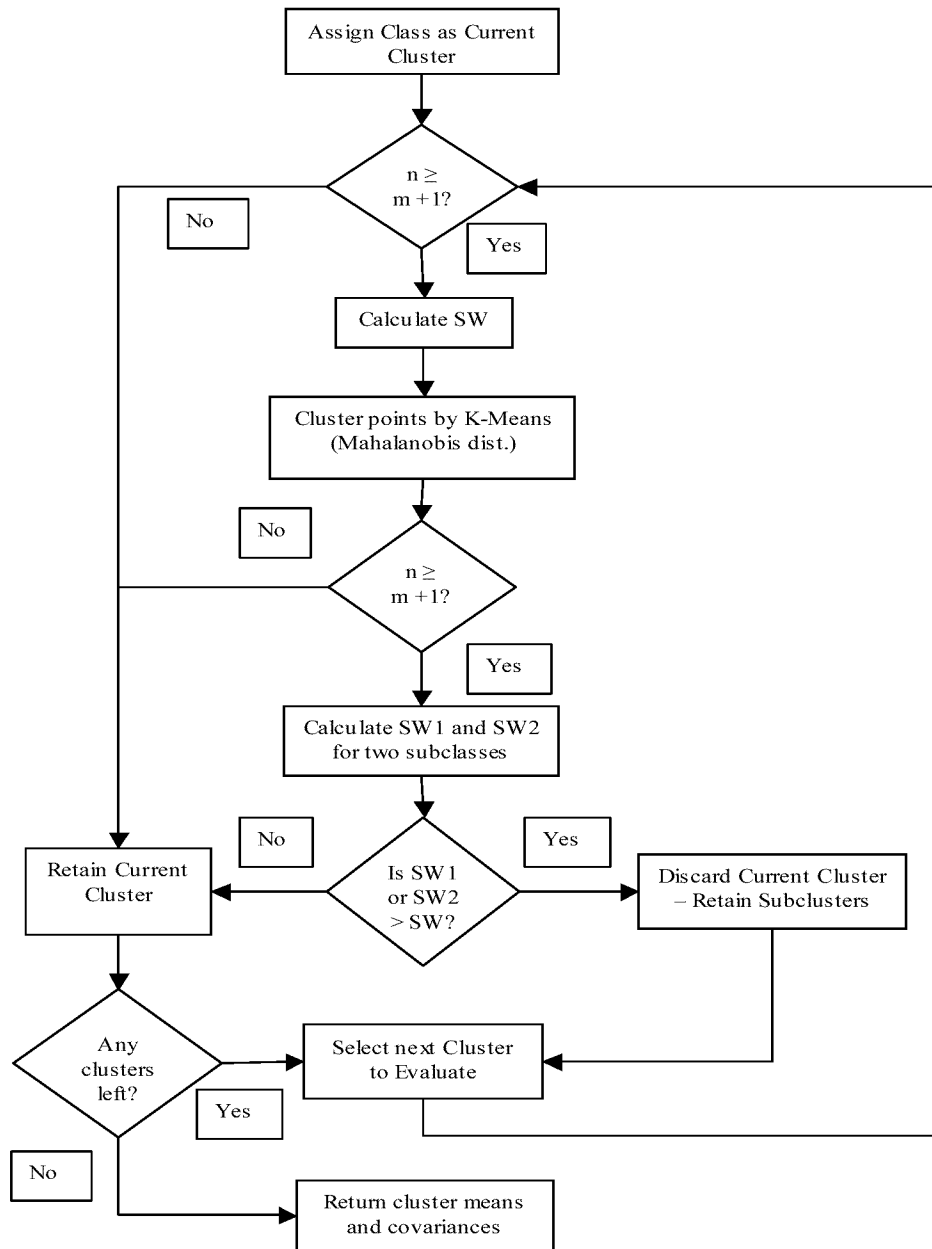 Assign Class as Current
Cluster
n ≥
m +1?
No
Yes
Calculate SW
Cluster points by K-Means
(Mahalanobis dist.)
No
n ≥
m +1?
Yes
Calculate SW1 and SW2
for two subclasses
No
Yes
Retain Current
Cluster
Is SW1
or SW2
> SW?
Discard Current Cluster
– Retain Subclusters
Any
clusters
left?
Select next Cluster
to Evaluate
Yes
No
Return cluster means
and covariances